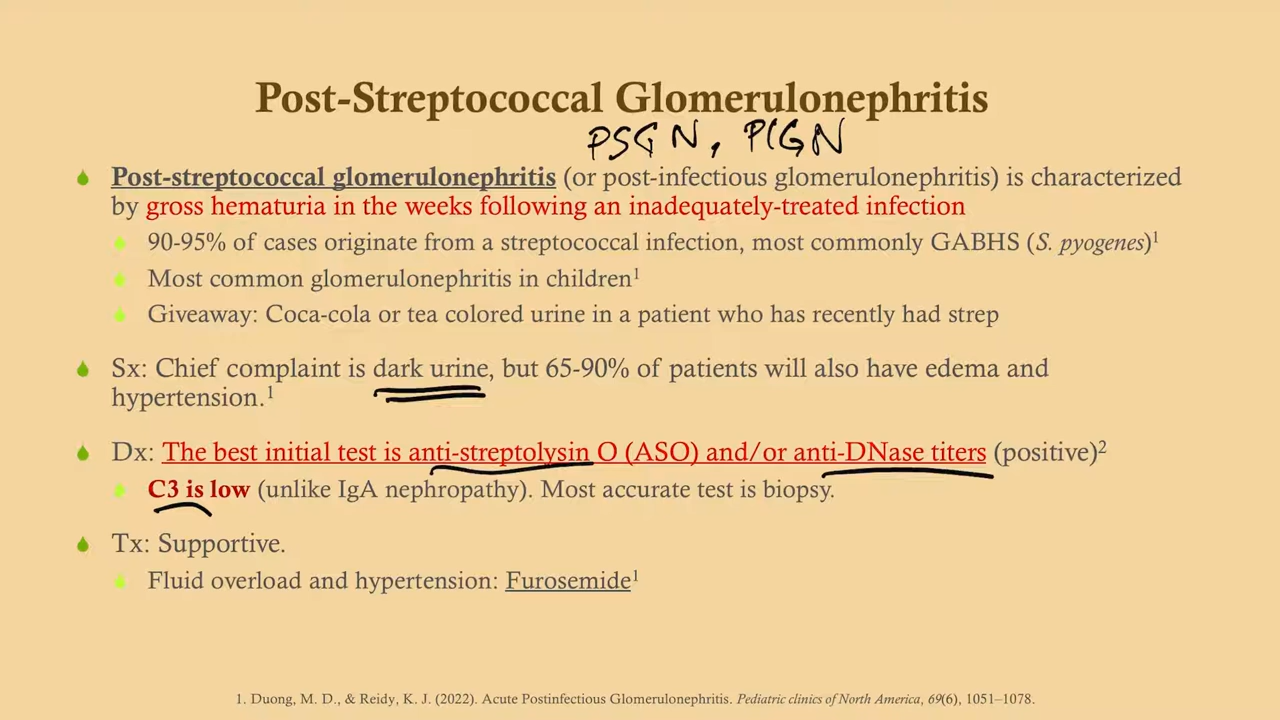 Post-Streptococcal Glomerulonephritis
PSGN, PIGN
Post-streptococcal glomerulonephritis (or post-infectious glomerulonephritis) is characterized
by gross hematuria in the weeks following an inadequately-treated infection
90-95% of cases originate from a streptococcal infection, most commonly GABHS (S. pyogenes)¹
Most common glomerulonephritis in children¹
Giveaway: Coca-cola or tea colored urine in a patient who has recently had strep
Sx: Chief complaint is dark urine, but 65-90% of patients will also have edema and
hypertension.¹
Dx: The best initial test is anti-streptolysin O (ASO) and/or anti-DNase titers (positive)²
C3 is low (unlike IgA nephropathy). Most accurate test is biopsy.
Tx: Supportive.
Fluid overload and hypertension: Furosemide¹
1. Duong, M. D., & Reidy, K. J. (2022). Acute Postinfectious Glomerulonephritis. Pediatric clinics of North America, 69(6), 1051–1078.